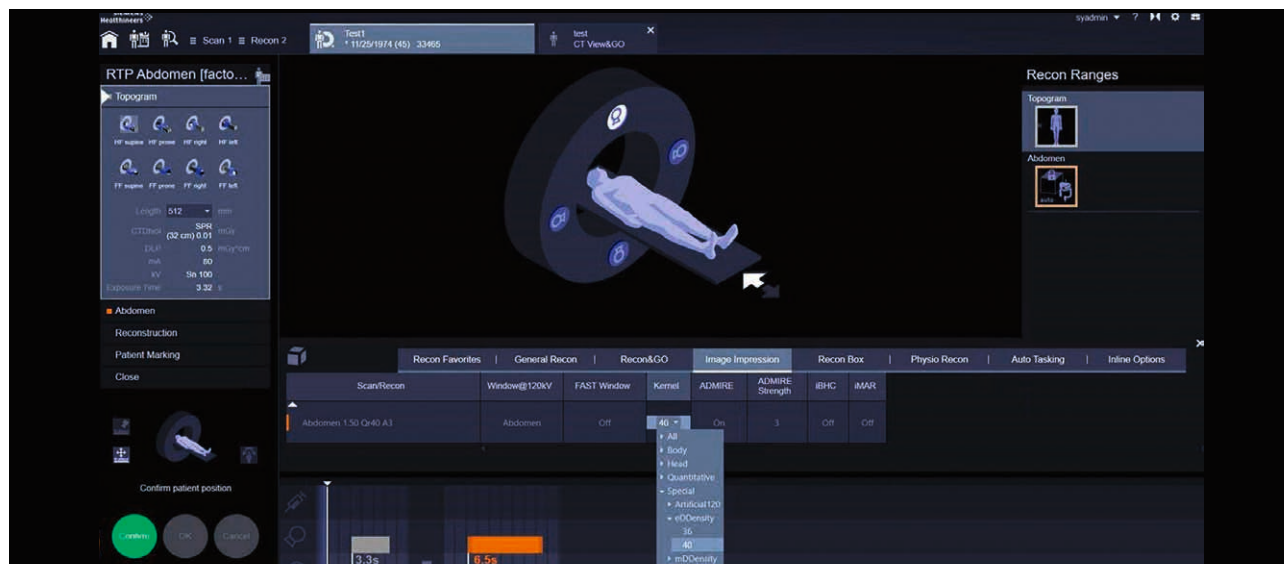 Healthineers
syadmin ?
Scan 1 Recon 2
Test1
* 11/25/1974 (45) 33465
test
CT View&GO
RTP Abdomen [facto...
Topogram
HF supine HF prone HF right HF left
FF supine FF prone FF right FF left
Length 512 mm
CTDIvol SPR (32 cm) 0.01 mGy
DLP 0.5 mGy*cm
mA 80
kV Sn 100
Exposure Time 3.32 s
Abdomen
Reconstruction
Patient Marking
Close
Confirm patient position
Confirm OK Cancel
Recon Ranges
Topogram
Abdomen
auto
Recon Favorites | General Recon | Recon&GO Image Impression Recon Box | Physio Recon | Auto Tasking | Inline Options
Scan/Recon Window@120kV FAST Window Kernel ADMIRE ADMIRE Strength iBHC iMAR
Abdomen 1.50 Qr40 A3 Abdomen Off 40 On 3 Off Off
All
Body
Head
Quantitative
Special
Artificial120
eDDensity
36
40
mDDensity
3.3s 6.5s